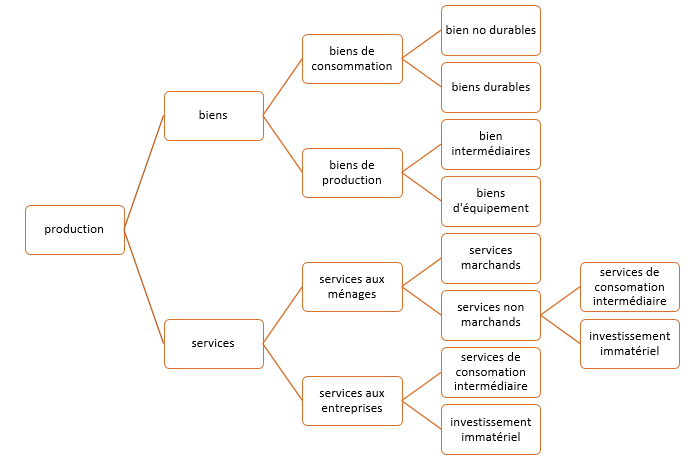 production
biens
biens de
consommation
bien no durables
biens durables
biens de
production
bien
intermédiaires
biens
d'équipement
services
services aux
ménages
services
marchands
services non
marchands
services de
consomation
intermédiaire
investissement
immatériel
services aux
entreprises
services de
consomation
intermédiaire
investissement
immatériel